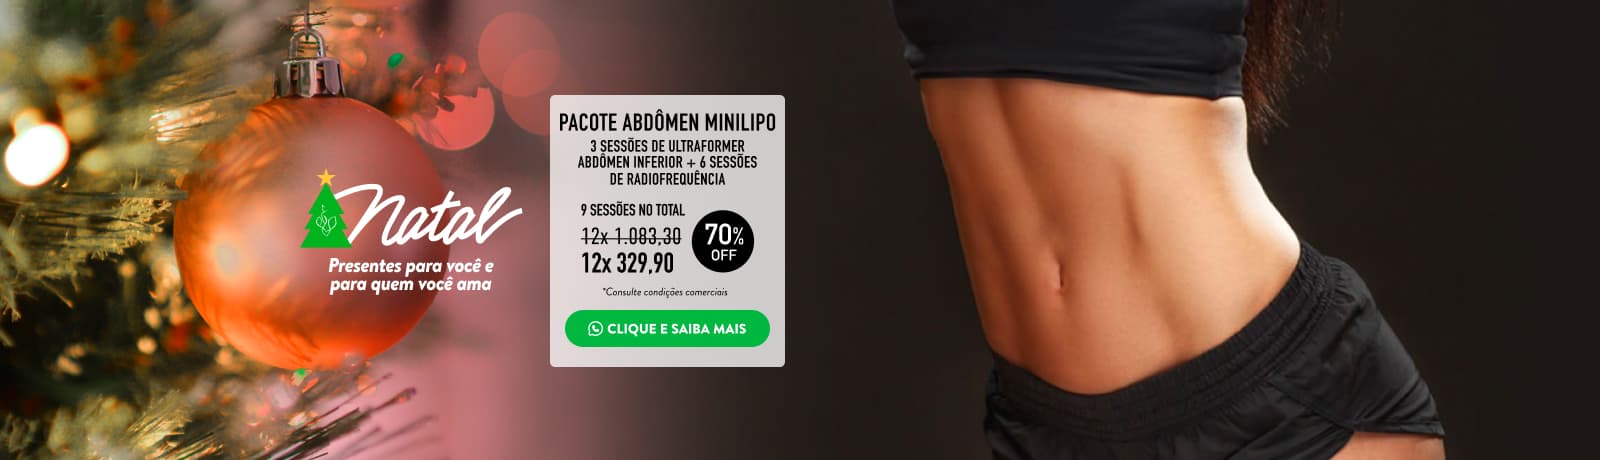 Natal
Presentes para você e
para quem você ama
PACOTE ABDÔMEN MINILIPO
3 SESSÕES DE ULTRAFORMER
ABDÔMEN INFERIOR + 6 SESSÕES
DE RADIOFREQUÊNCIA
9 SESSÕES NO TOTAL
12x 1.083,30
12x 329,90
70%
OFF
*Consulte condições comerciais
CLIQUE E SAIBA MAIS